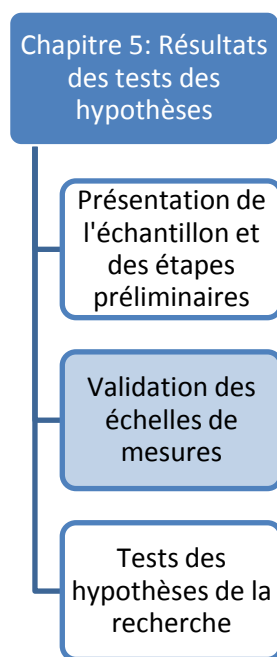 Chapitre 5: Résultats
des tests des
hypothèses
Présentation de
l'échantillon et
des étapes
préliminaires
Validation des
échelles de
mesures
Tests des
hypothèses de la
recherche